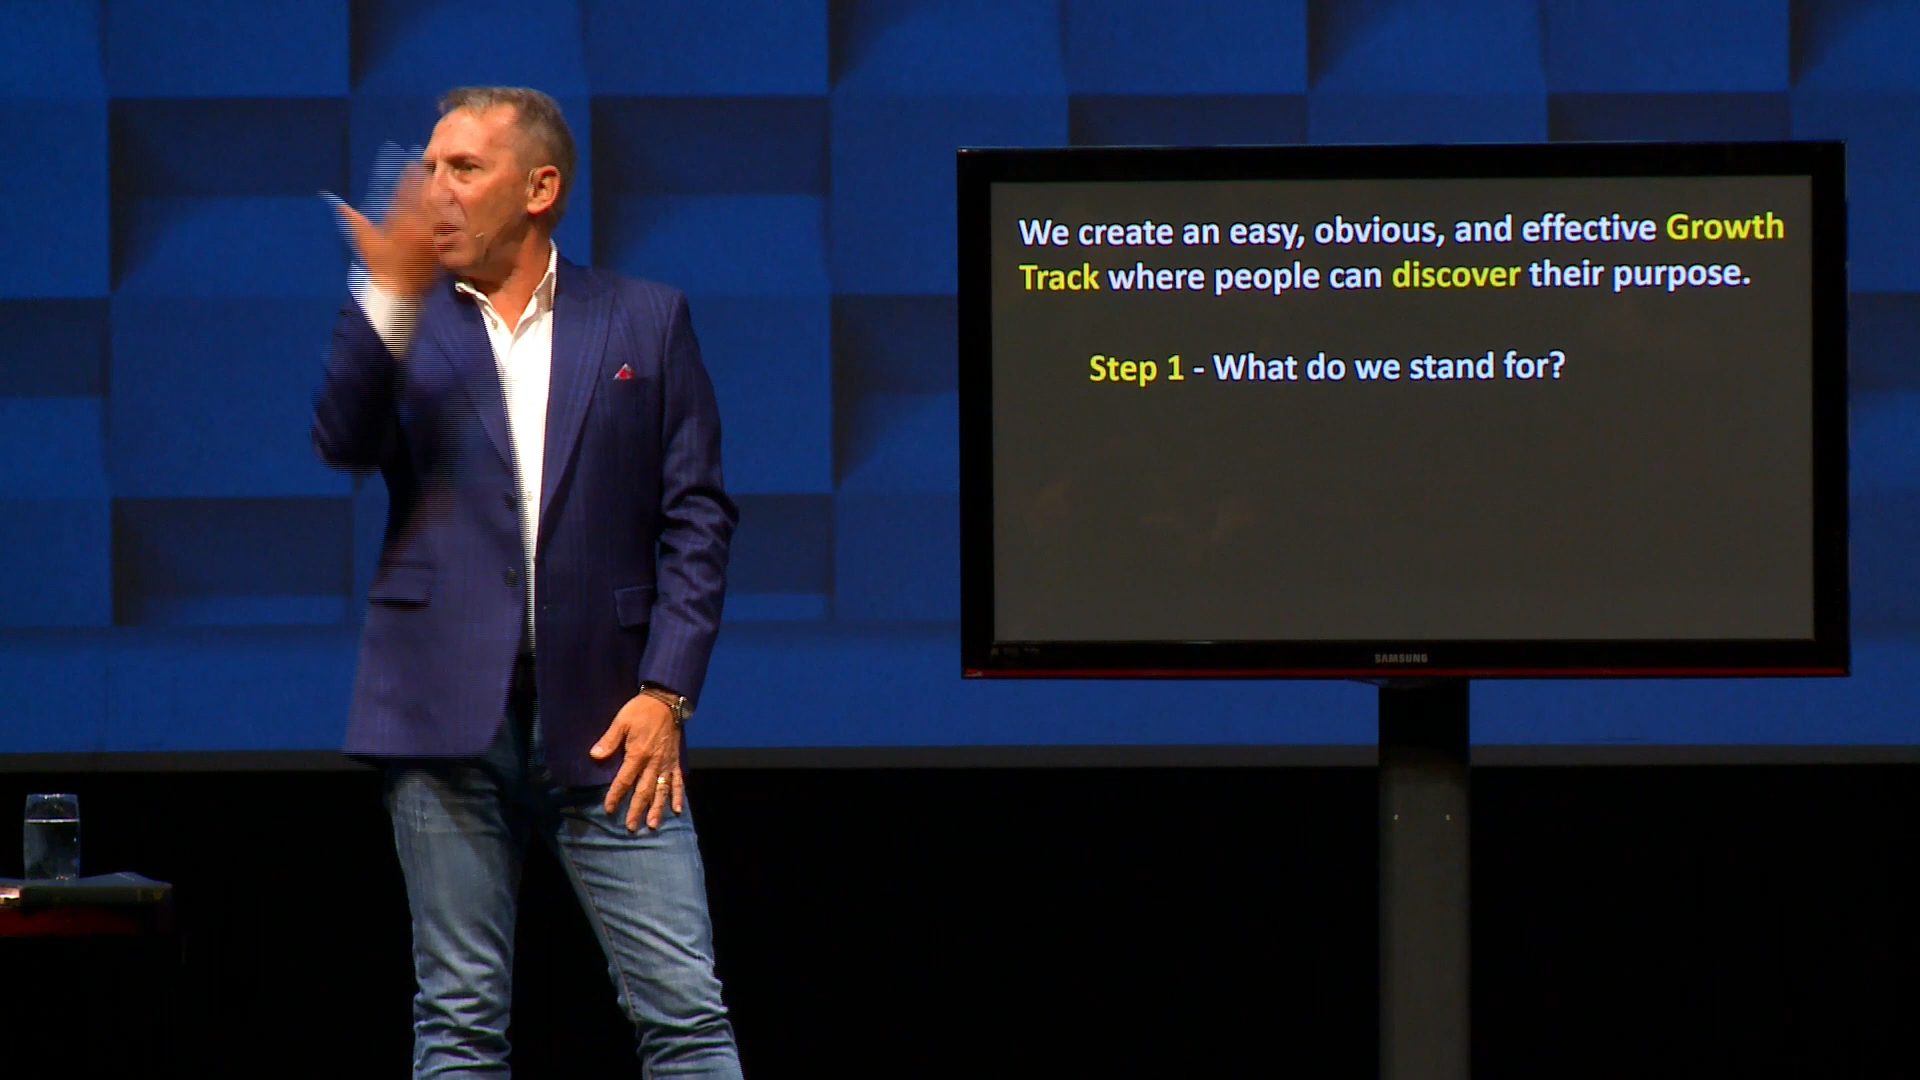 We create an easy, obvious, and effective Growth
Track where people can discover their purpose.
Step 1 - What do we stand for?
SAMSUNG